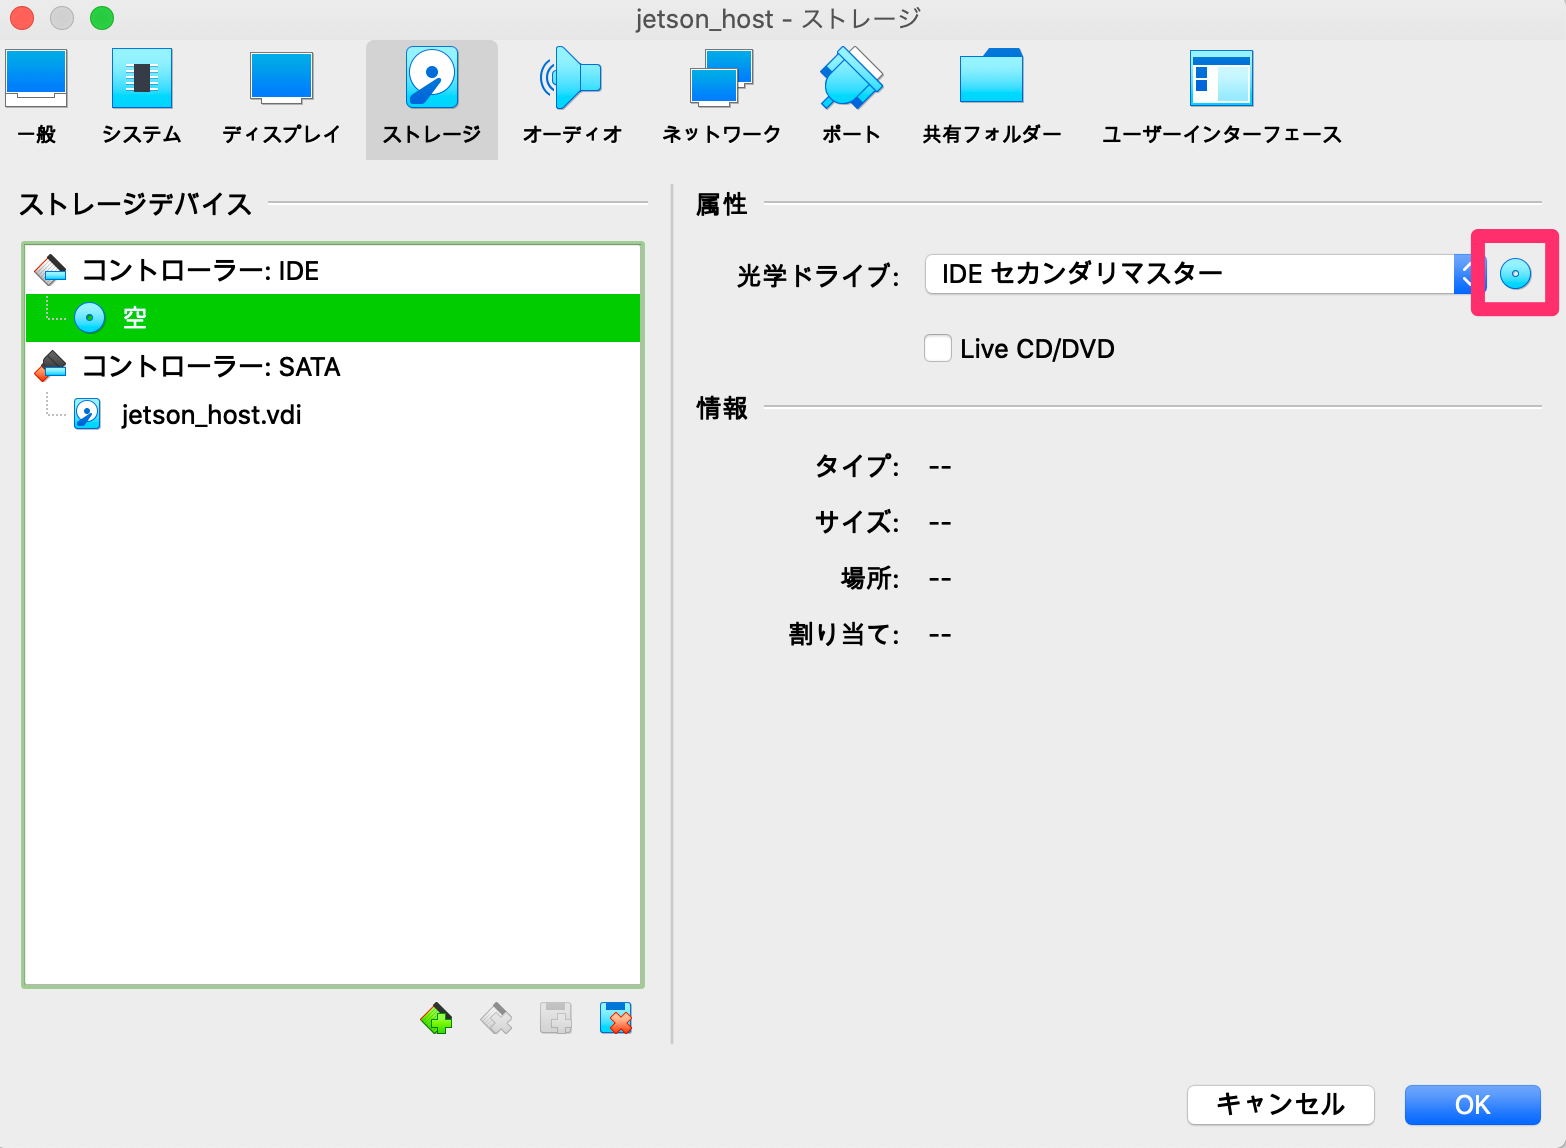 jetson_host - ストレージ
一般 システム ディスプレイ ストレージ オーディオ ネットワーク ポート 共有フォルダー ユーザーインターフェース
ストレージデバイス
コントローラー: IDE
空
コントローラー: SATA
jetson_host.vdi
属性
光学ドライブ: IDE セカンダリマスター
Live CD/DVD
情報
タイプ: --
サイズ: --
場所: --
割り当て: --
キャンセル OK